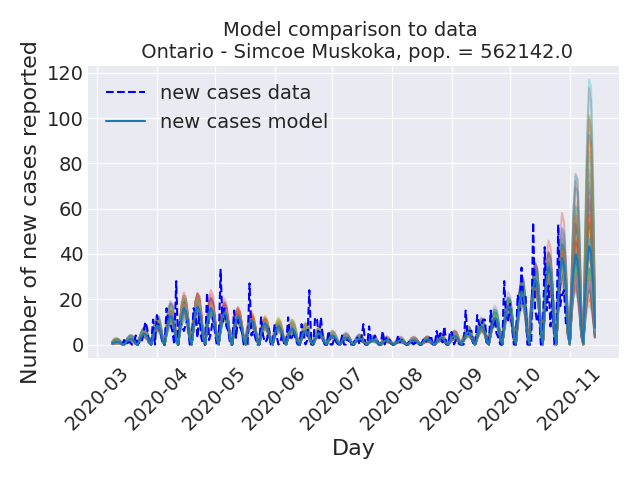 Model comparison to data
Ontario - Simcoe Muskoka, pop. = 562142.0
Number of new cases reported
120
100
80
60
40
20
0
new cases data
new cases model
2020-03
2020-04
2020-05
2020-06
2020-07
2020-08
2020-09
2020-10
2020-11
Day